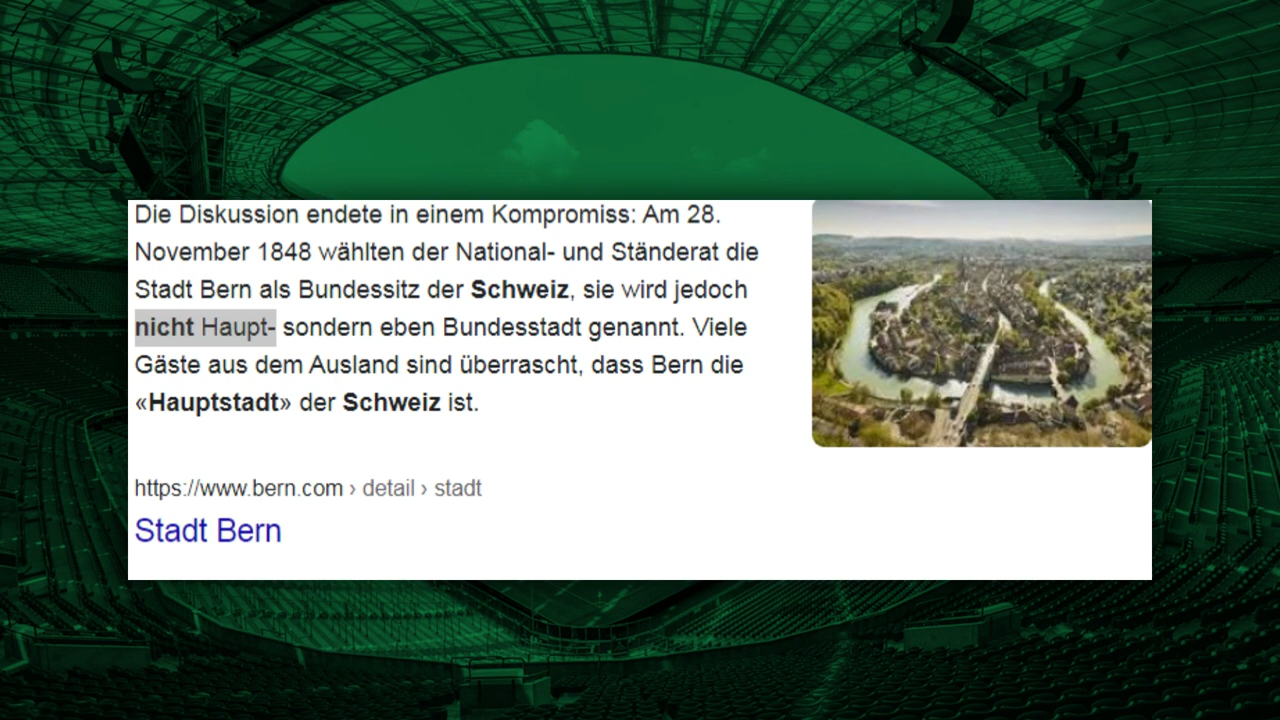 Die Diskussion endete in einem Kompromiss: Am 28.
November 1848 wählten der National- und Ständerat die
Stadt Bern als Bundessitz der Schweiz, sie wird jedoch
nicht Haupt- sondern eben Bundesstadt genannt. Viele
Gäste aus dem Ausland sind überrascht, dass Bern die
«Hauptstadt» der Schweiz ist.
https://www.bern.com › detail › stadt
Stadt Bern